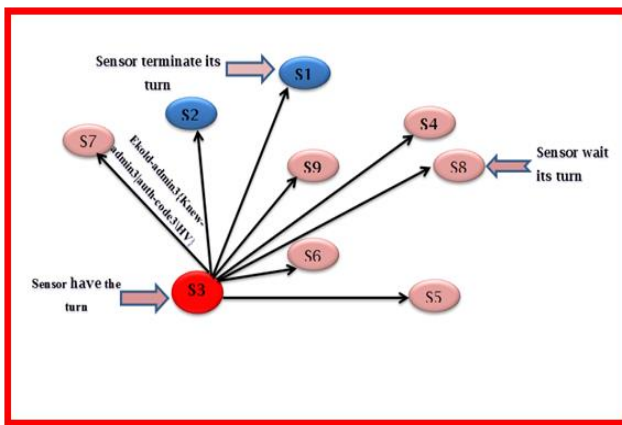 Sensor terminate its
turn
S1
S2
S7
S4
Ekold-admin3{Knew-
admin3|auth-code3\HV}
S9
S8
Sensor wait
its turn
S6
Sensor have the
turn
S3
S5